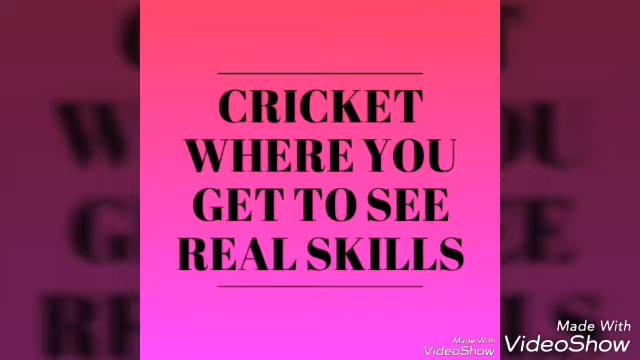 CRICKET
WHERE YOU
GET TO SEE
REAL SKILLS
Made With
VideoShow
Made With
VideoShow